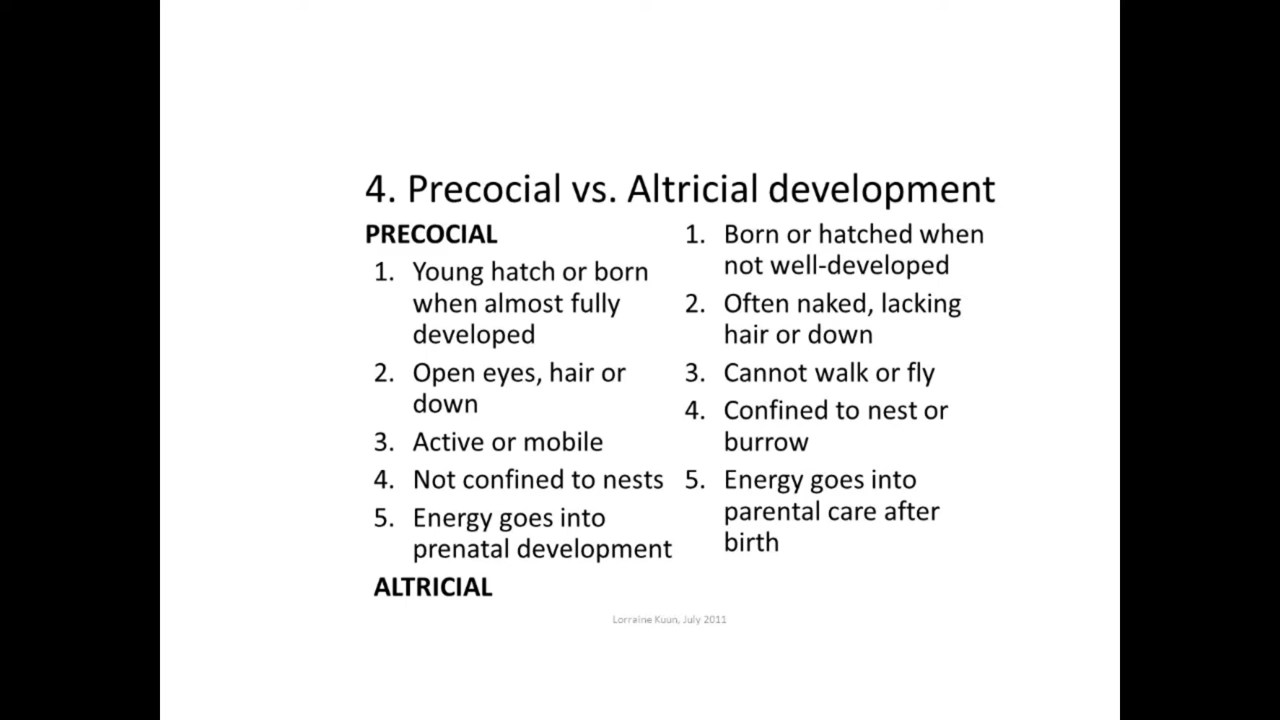 4. Precocial vs. Altricial development
PRECOCIAL
1. Young hatch or born
when almost fully
developed
2. Open eyes, hair or
down
3. Active or mobile
4. Not confined to nests
5. Energy goes into
prenatal development
ALTRICIAL
1. Born or hatched when
not well-developed
2. Often naked, lacking
hair or down
3. Cannot walk or fly
4. Confined to nest or
burrow
5. Energy goes into
parental care after
birth
Lorraine Kuun, July 2011